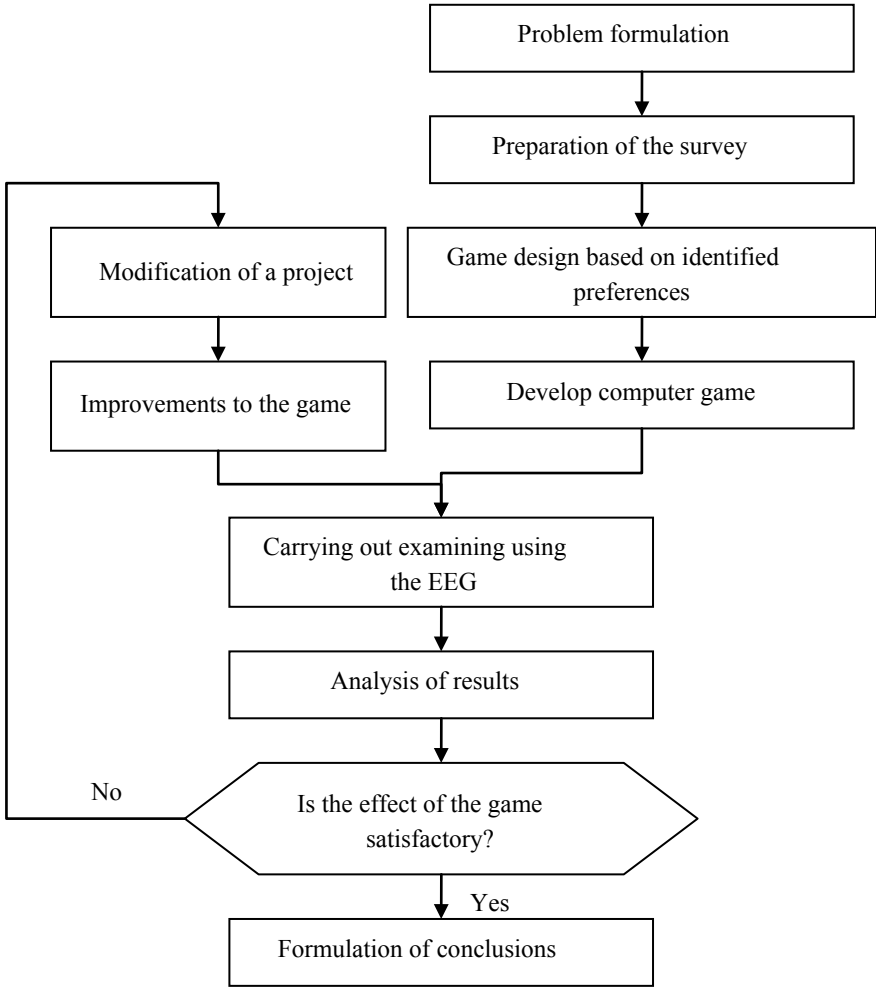 Problem formulation
Preparation of the survey
Game design based on identified
preferences
Develop computer game
Modification of a project
Improvements to the game
Carrying out examining using
the EEG
Analysis of results
Is the effect of the game
satisfactory?
No
Yes
Formulation of conclusions